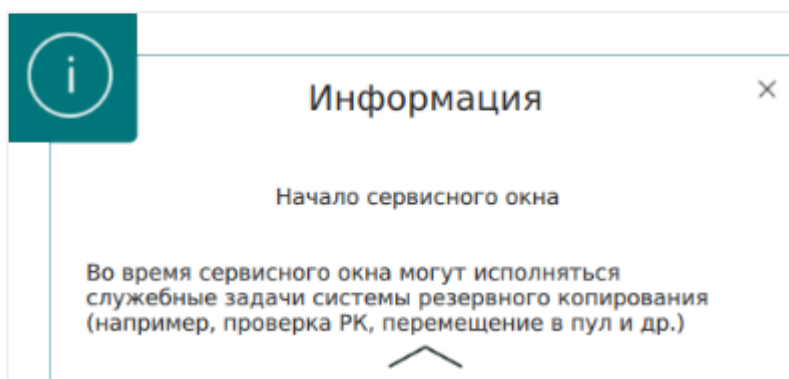 Информация
Начало сервисного окна
Во время сервисного окна могут исполняться
служебные задачи системы резервного копирования
(например, проверка РК, перемещение в пул и др.)